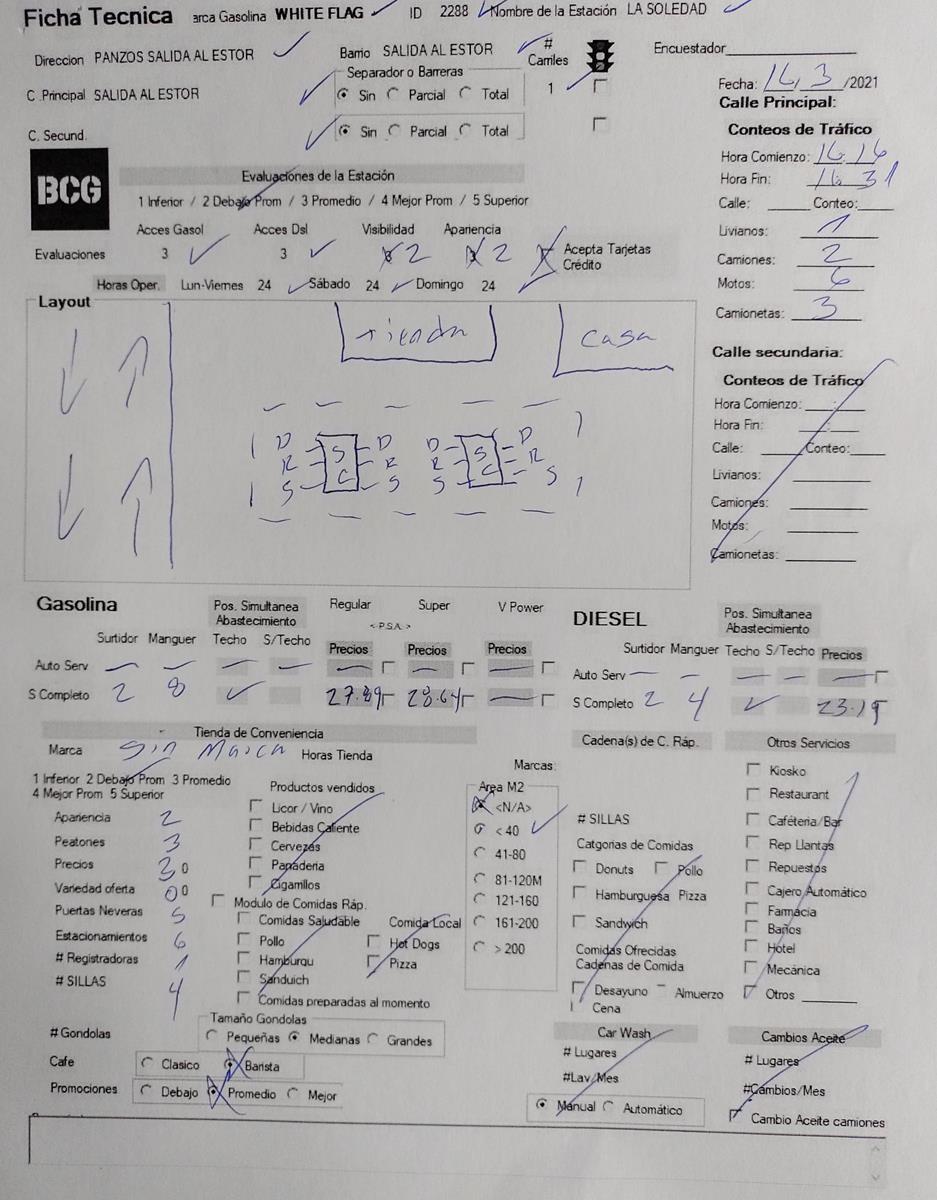 Ficha Tecnica arca Gasolina WHITE FLAG ID 2288 Nombre de la Estación LA SOLEDAD
Direccion PANZOS SALIDA AL ESTOR Barrio SALIDA AL ESTOR # Carriles Encuestador
Separador o Barreras
C .Principal SALIDA AL ESTOR Sin Parcial Total 1
Fecha: 16, 3 /2021
Calle Principal:
C. Secund. Sin Parcial Total
Conteos de Tráfico
Hora Comienzo: 16:16
Hora Fin: 16:31
Calle: Conteo:
Livianos: 1
Camiones: 2
Motos: 6
Camionetas: 3
BCG
Evaluaciones de la Estación
1 Inferior / 2 Debajo Prom / 3 Promedio / 4 Mejor Prom / 5 Superior
Acces Gasol Acces Dsl Visibilidad Apariencia
Evaluaciones 3 3 2 2 Acepta Tarjetas Crédito
Horas Oper. Lun-Viernes 24 Sábado 24 Domingo 24
Layout
tienda casa
D S D D S D
R C R R C R
S S S S
Calle secundaria:
Conteos de Tráfico
Hora Comienzo:
Hora Fin:
Calle: Conteo:
Livianos:
Camiones:
Motos:
Camionetas:
Gasolina
Pos. Simultanea Abastecimiento Regular Super V Power
<-P.S.A.->
Surtidor Manguer Techo S/Techo Precios Precios Precios
Auto Serv
S Completo 2 8 27.89 28.64
DIESEL Pos. Simultanea Abastecimiento
Surtidor Manguer Techo S/Techo Precios
Auto Serv
S Completo 2 4 23.19
Tienda de Conveniencia
Marca Sin Marca Horas Tienda
1 Inferior 2 Debajo Prom 3 Promedio
4 Mejor Prom 5 Superior
Apariencia 2
Peatones 3
Precios 3 0
Variedad oferta 0 0
Puertas Neveras 5
Estacionamientos 6
# Registradoras 1
# SILLAS 4
Productos vendidos
Licor / Vino
Bebidas Caliente
Cervezas
Papaderia
Cigarrillos
Modulo de Comidas Ráp.
Comidas Saludable Comida Local
Pollo Hot Dogs
Hamburqu Pizza
Sanduich
Comidas preparadas al momento
Marcas:
Area M2
<N/A>
< 40
41-80
81-120M
121-160
161-200
> 200
Tamaño Gondolas
# Gondolas Pequeñas Medianas Grandes
Cafe Clasico Barista
Promociones Debajo Promedio Mejor
Cadena(s) de C. Ráp.
# SILLAS
Catgorias de Comidas
Donuts Pollo
Hamburguesa Pizza
Sandwich
Comidas Ofrecidas
Cadenas de Comida
Desayuno Almuerzo
Cena
Car Wash
# Lugares
#Lav/Mes
Manual Automático
Otros Servicios
Kiosko
Restaurant
Caféteria/Bar
Rep Llantas
Repuestos
Cajero Automático
Farmacia
Baños
Hotel
Mecánica
Otros
Cambios Aceite
# Lugares
#Cambios/Mes
Cambio Aceite camiones